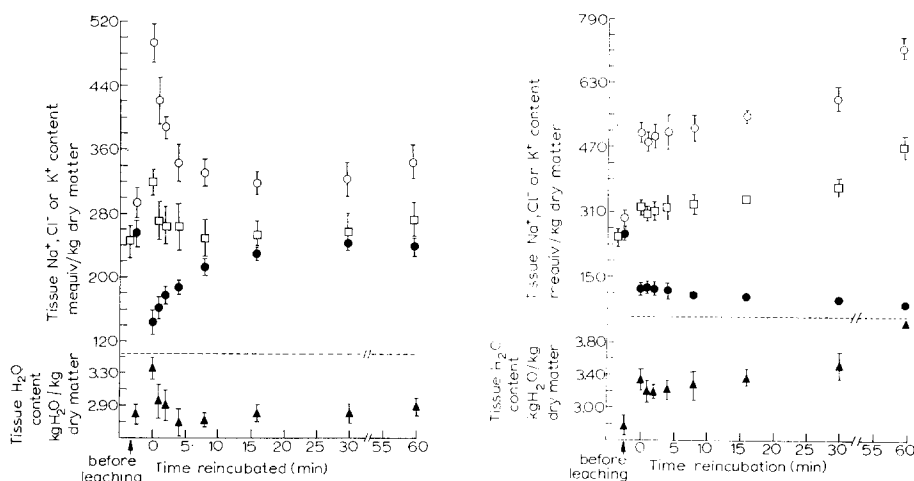 520
440
360
280
200
120
Tissue Na⁺, Cl⁻ or K⁺ content
mequiv/kg dry matter
3.30
2.90
Tissue H₂O
content
kg H₂O/kg
dry matter
0
5
10
15
20
25
30
60
before
leaching
Time reincubated (min)
790
630
470
310
150
Tissue Na⁺, Cl⁻ or K⁺ content
mequiv/kg dry matter
3.80
3.40
3.00
Tissue H₂O
content
kg H₂O/kg
dry matter
0
5
10
15
20
25
30
55
60
before
leaching
Time reincubation (min)